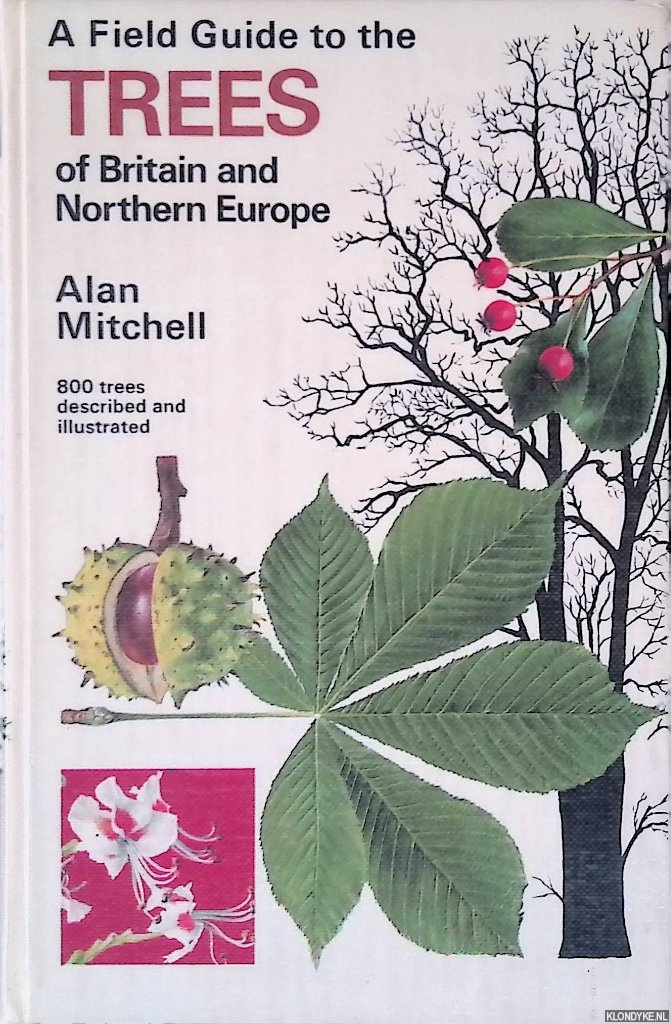 A Field Guide to the
TREES
of Britain and
Northern Europe
Alan
Mitchell
800 trees
described and
illustrated
KLONDYKE.NL